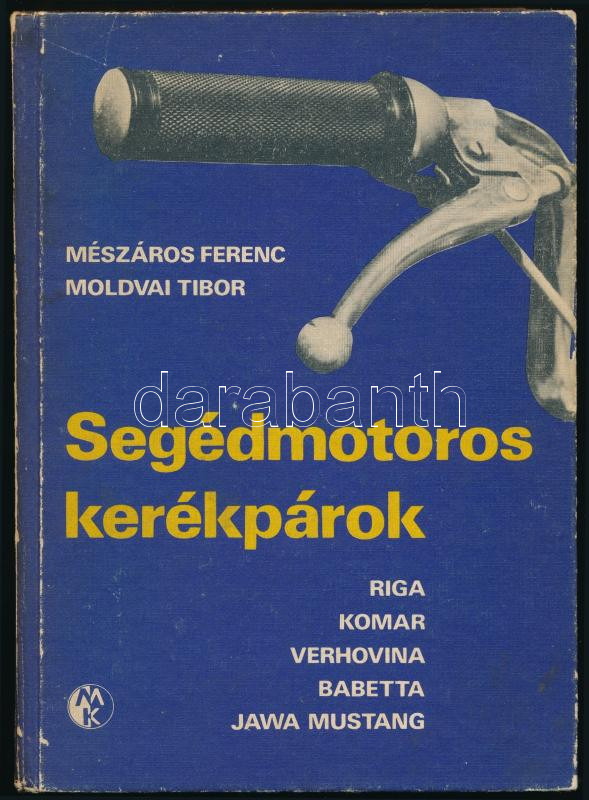 MÉSZÁROS FERENC
MOLDVAI TIBOR
darabanth
Segédmotoros
kerékpárok
RIGA
KOMAR
VERHOVINA
BABETTA
JAWA MUSTANG
MK